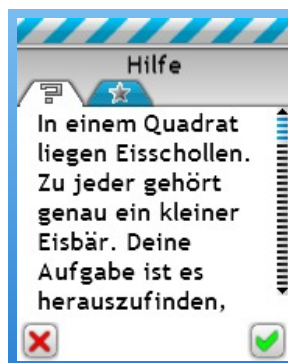 Hilfe
In einem Quadrat
liegen Eisschollen.
Zu jeder gehört
genau ein kleiner
Eisbär. Deine
Aufgabe ist es
herauszufinden,